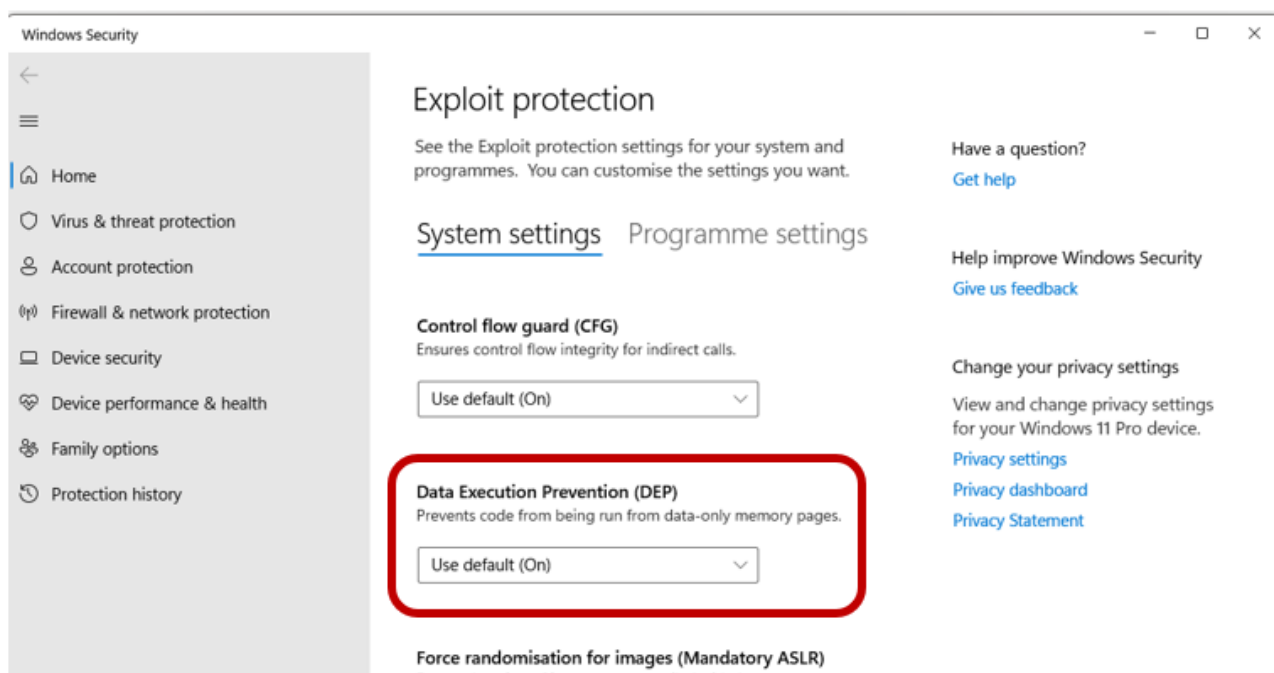 Windows Security
Home
Virus & threat protection
Account protection
Firewall & network protection
Device security
Device performance & health
Family options
Protection history
Exploit protection
See the Exploit protection settings for your system and
programmes. You can customise the settings you want.
System settings
Programme settings
Control flow guard (CFG)
Ensures control flow integrity for indirect calls.
Use default (On)
Data Execution Prevention (DEP)
Prevents code from being run from data-only memory pages.
Use default (On)
Force randomisation for images (Mandatory ASLR)
Have a question?
Get help
Help improve Windows Security
Give us feedback
Change your privacy settings
View and change privacy settings
for your Windows 11 Pro device.
Privacy settings
Privacy dashboard
Privacy Statement